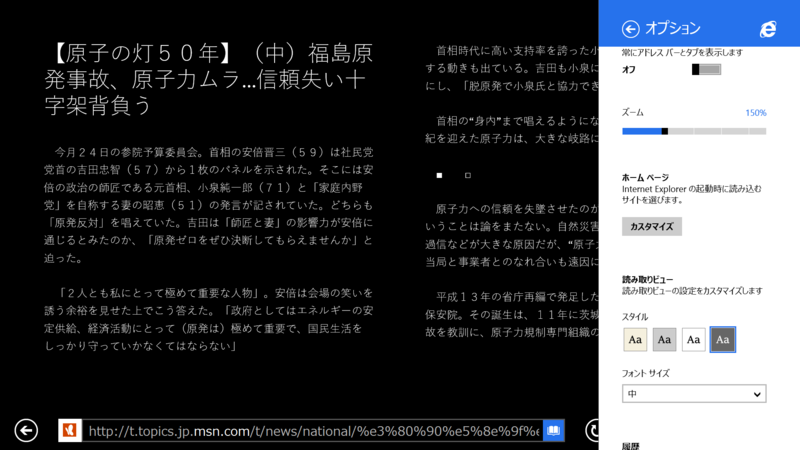 【原子の灯５０年】（中）福島原
発事故、原子力ムラ...信頼失い十
字架背負う
今月２４日の参院予算委員会。首相の安倍晋三（５９）は社民党
党首の吉田忠智（５７）から１枚のパネルを示された。そこには安
倍の政治の師匠である元首相、小泉純一郎（７１）と「家庭内野
党」を自称する妻の昭恵（５１）の発言が記されていた。どちらも
「原発反対」を唱えていた。吉田は「師匠と妻」の影響力が安倍に
通じるとみたのか、「原発ゼロをぜひ決断してもらえませんか」と
迫った。
「２人とも私にとって極めて重要な人物」。安倍は会場の笑いを
誘う余裕を見せた上でこう答えた。「政府としてはエネルギーの安
定供給、経済活動にとって（原発は）極めて重要で、国民生活を
しっかり守っていかなくてはならない」
首相時代に高い支持率を誇った小
する動きも出ている。吉田も小泉に
にし、「脱原発で小泉氏と協力でき
首相の“身内”まで唱えるようにな
紀を迎えた原子力は、大きな岐路に
■ □
原子力への信頼を失墜させたのが
いうことは論をまたない。自然災害
過信などが大きな原因だが、“原子力
当局と事業者とのなれ合いも遠因に
平成１３年の省庁再編で発足した
保安院。その誕生は、１１年に茨城
故を教訓に、原子力規制専門組織の
http://t.topics.jp.msn.com/t/news/national/%e3%80%90%e5%8e%9f%e
オプション
常にアドレス バーとタブを表示します
オフ
ズーム 150%
ホーム ページ
Internet Explorer の起動時に読み込む
サイトを選びます。
カスタマイズ
読み取りビュー
読み取りビューの設定をカスタマイズします
スタイル
Aa Aa Aa Aa
フォント サイズ
中
履歴